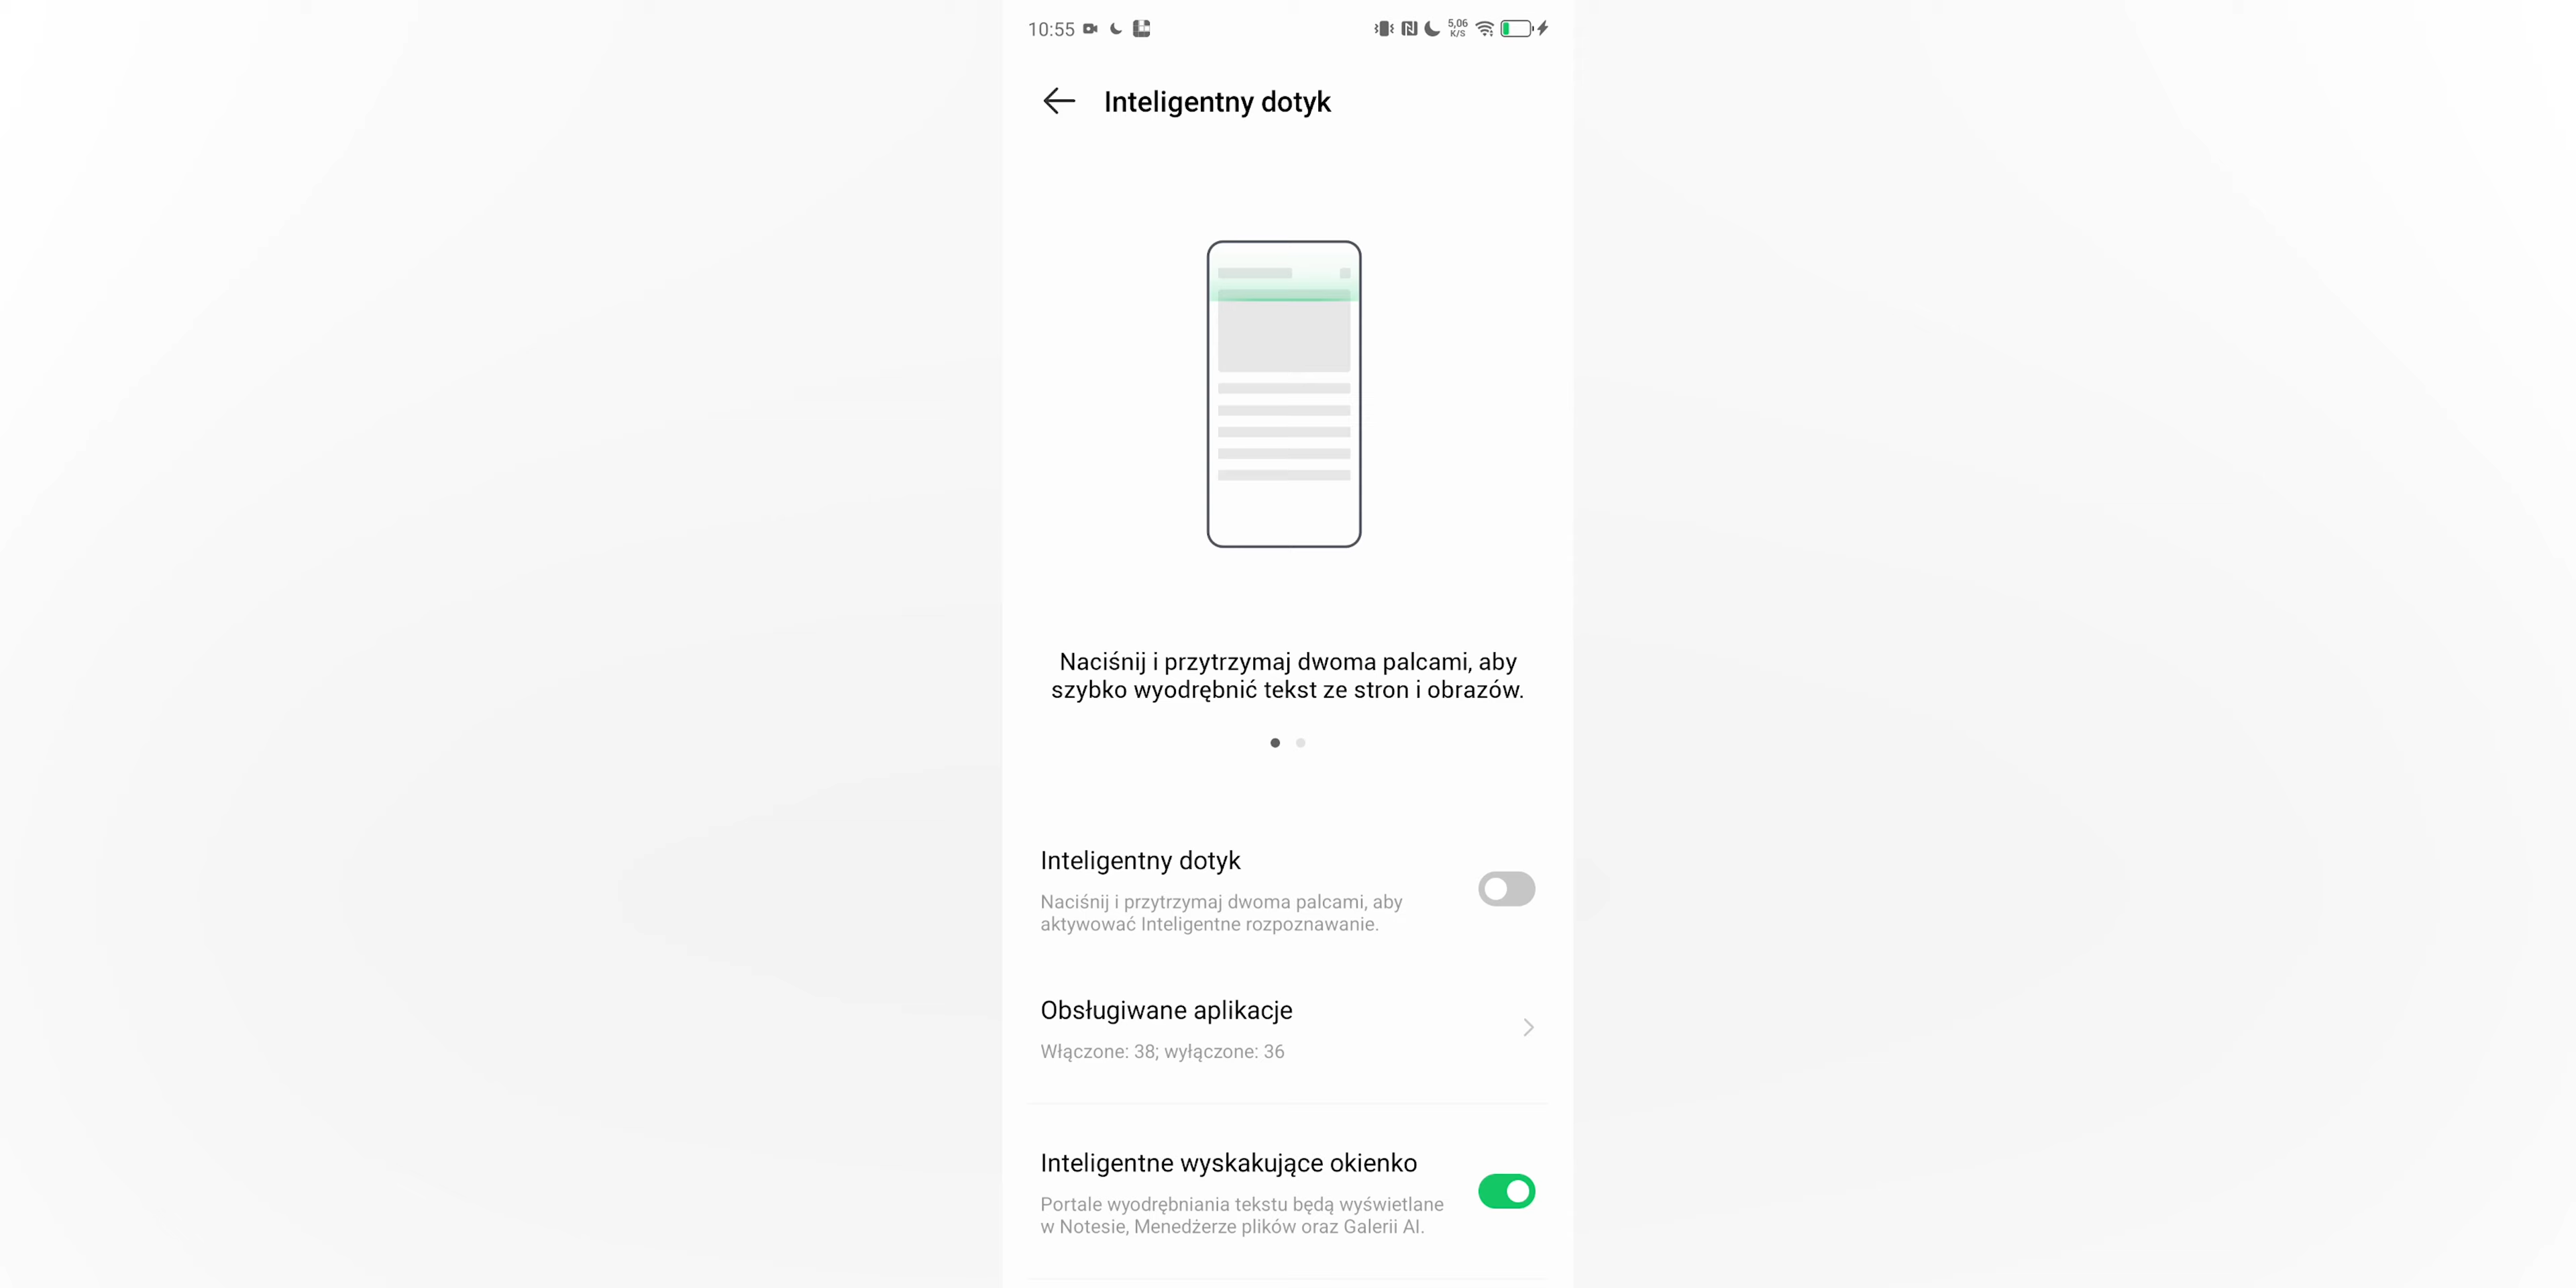 10:55
5,06
K/S
Inteligentny dotyk
Naciśnij i przytrzymaj dwoma palcami, aby
szybko wyodrębnić tekst ze stron i obrazów.
Inteligentny dotyk
Naciśnij i przytrzymaj dwoma palcami, aby
aktywować Inteligentne rozpoznawanie.
Obsługiwane aplikacje
Włączone: 38; wyłączone: 36
Inteligentne wyskakujące okienko
Portale wyodrębniania tekstu będą wyświetlane
w Notesie, Menedżerze plików oraz Galerii AI.